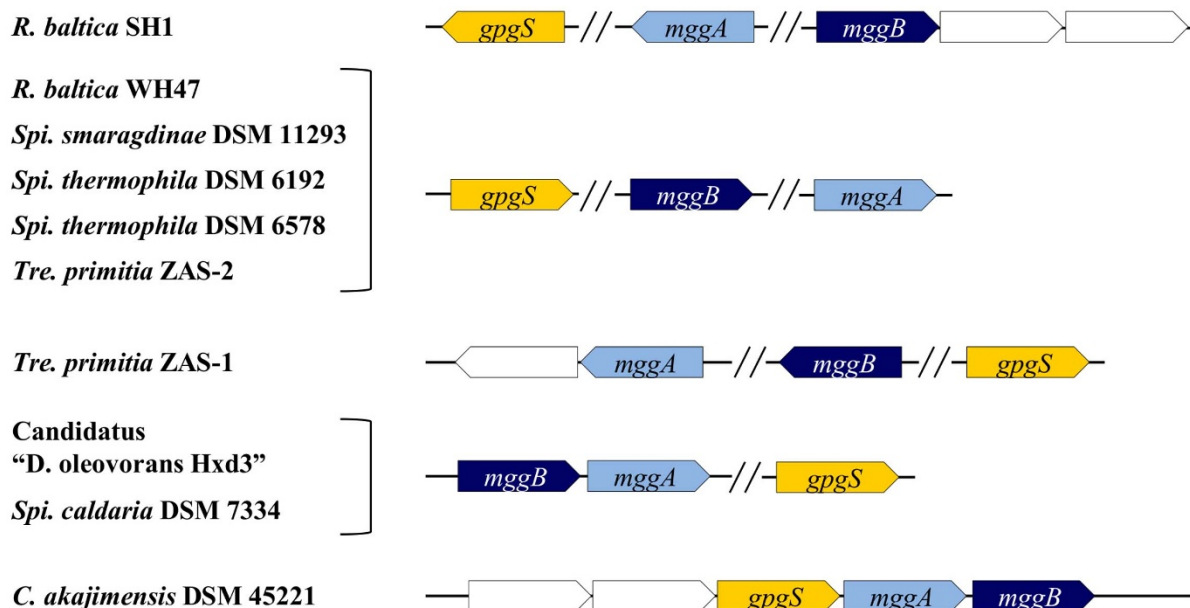 R. baltica SH1
gpgS // mggA // mggB
R. baltica WH47
Spi. smaragdinae DSM 11293
Spi. thermophila DSM 6192
Spi. thermophila DSM 6578
Tre. primitia ZAS-2
gpgS // mggB // mggA
Tre. primitia ZAS-1
mggA // mggB // gpgS
Candidatus
“D. oleovorans Hxd3”
Spi. caldaria DSM 7334
mggB mggA // gpgS
C. akajimensis DSM 45221
gpgS mggA mggB